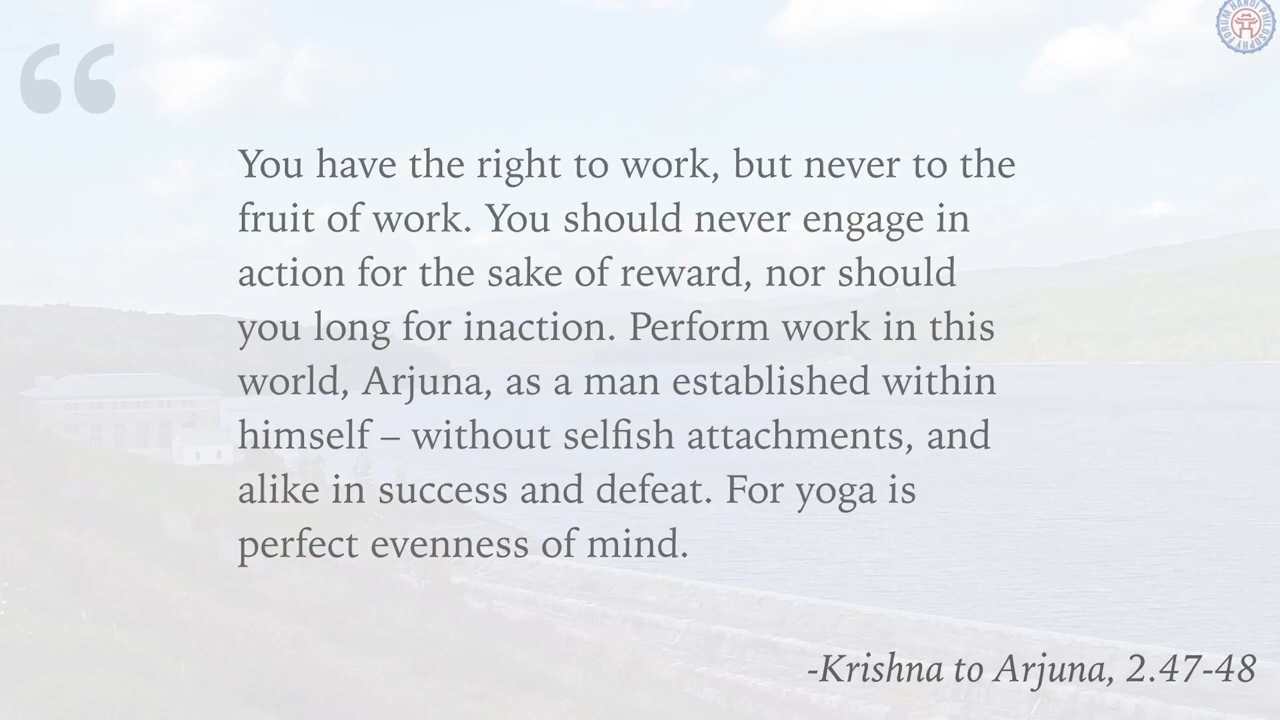 “
You have the right to work, but never to the
fruit of work. You should never engage in
action for the sake of reward, nor should
you long for inaction. Perform work in this
world, Arjuna, as a man established within
himself – without selfish attachments, and
alike in success and defeat. For yoga is
perfect evenness of mind.
-Krishna to Arjuna, 2.47-48
FORUM HANOI PHILOSOPHY